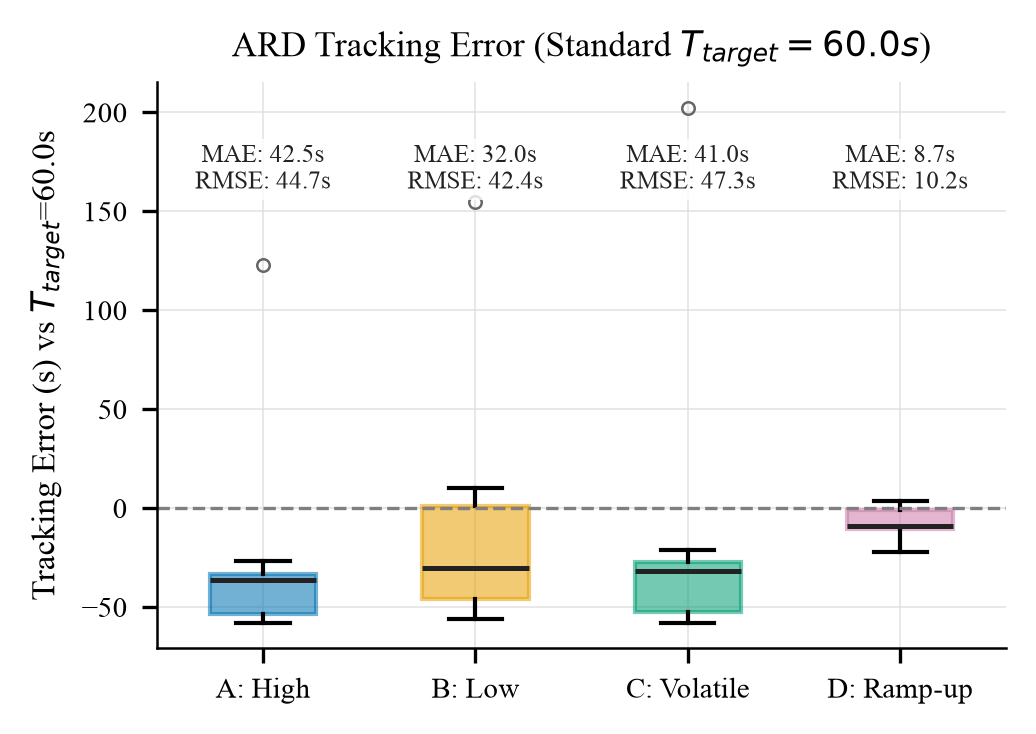 ARD Tracking Error (Standard T_target = 60.0s)
Tracking Error (s) vs T_target=60.0s
200
150
100
50
0
−50
MAE: 42.5s
RMSE: 44.7s
MAE: 32.0s
RMSE: 42.4s
MAE: 41.0s
RMSE: 47.3s
MAE: 8.7s
RMSE: 10.2s
A: High
B: Low
C: Volatile
D: Ramp-up